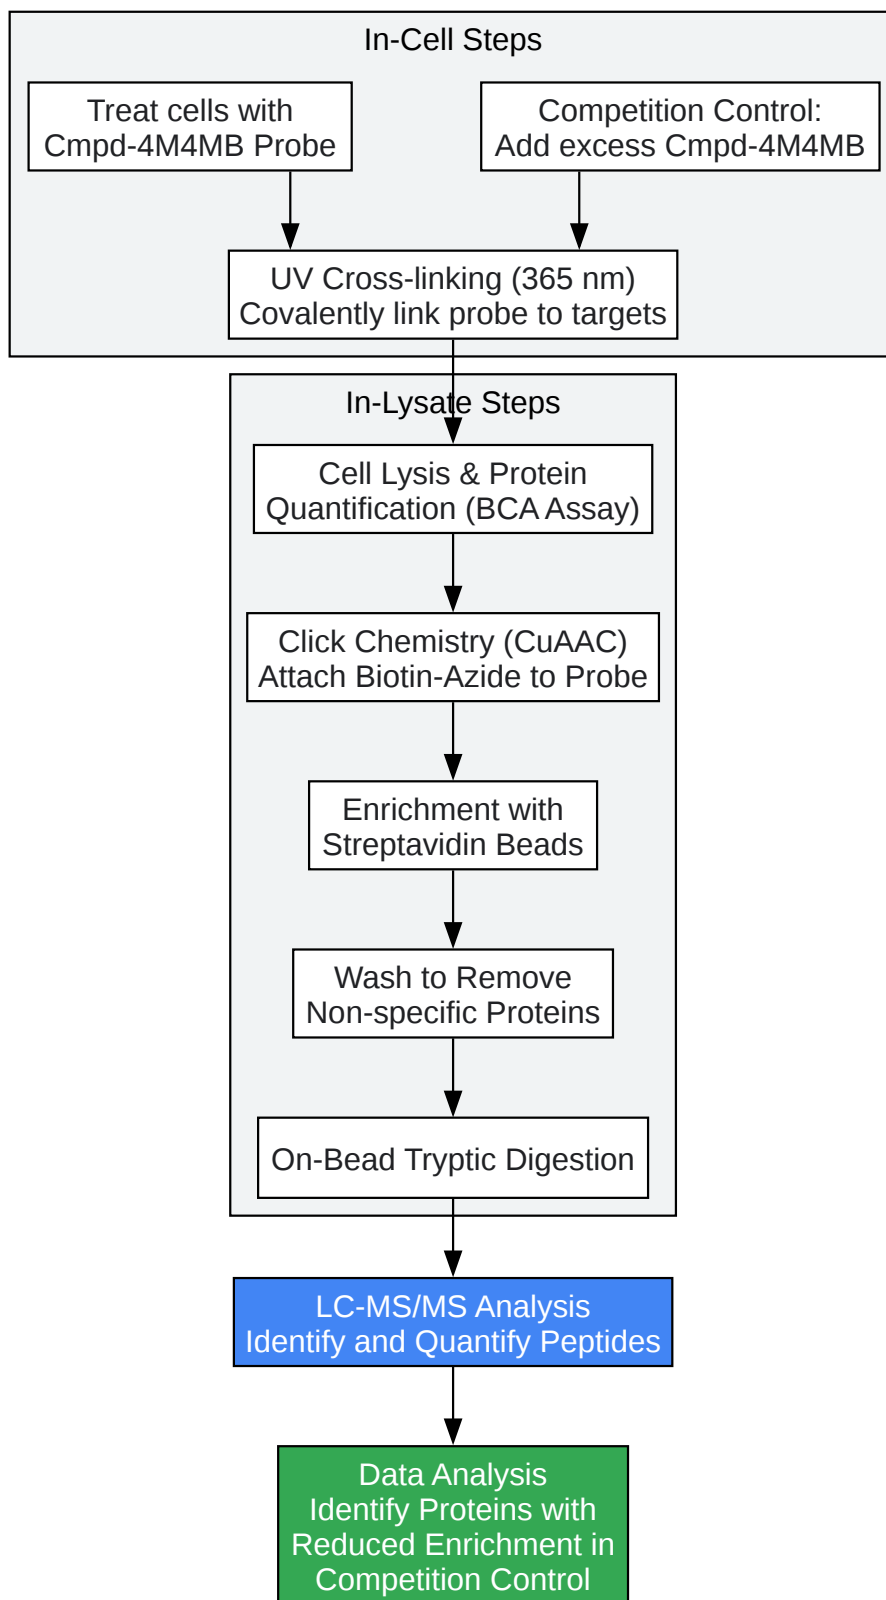 In-Cell Steps
Treat cells with
Cmpd-4M4MB Probe
Competition Control:
Add excess Cmpd-4M4MB
UV Cross-linking (365 nm)
Covalently link probe to targets
In-Lysate Steps
Cell Lysis & Protein
Quantification (BCA Assay)
Click Chemistry (CuAAC)
Attach Biotin-Azide to Probe
Enrichment with
Streptavidin Beads
Wash to Remove
Non-specific Proteins
On-Bead Tryptic Digestion
LC-MS/MS Analysis
Identify and Quantify Peptides
Data Analysis
Identify Proteins with
Reduced Enrichment in
Competition Control